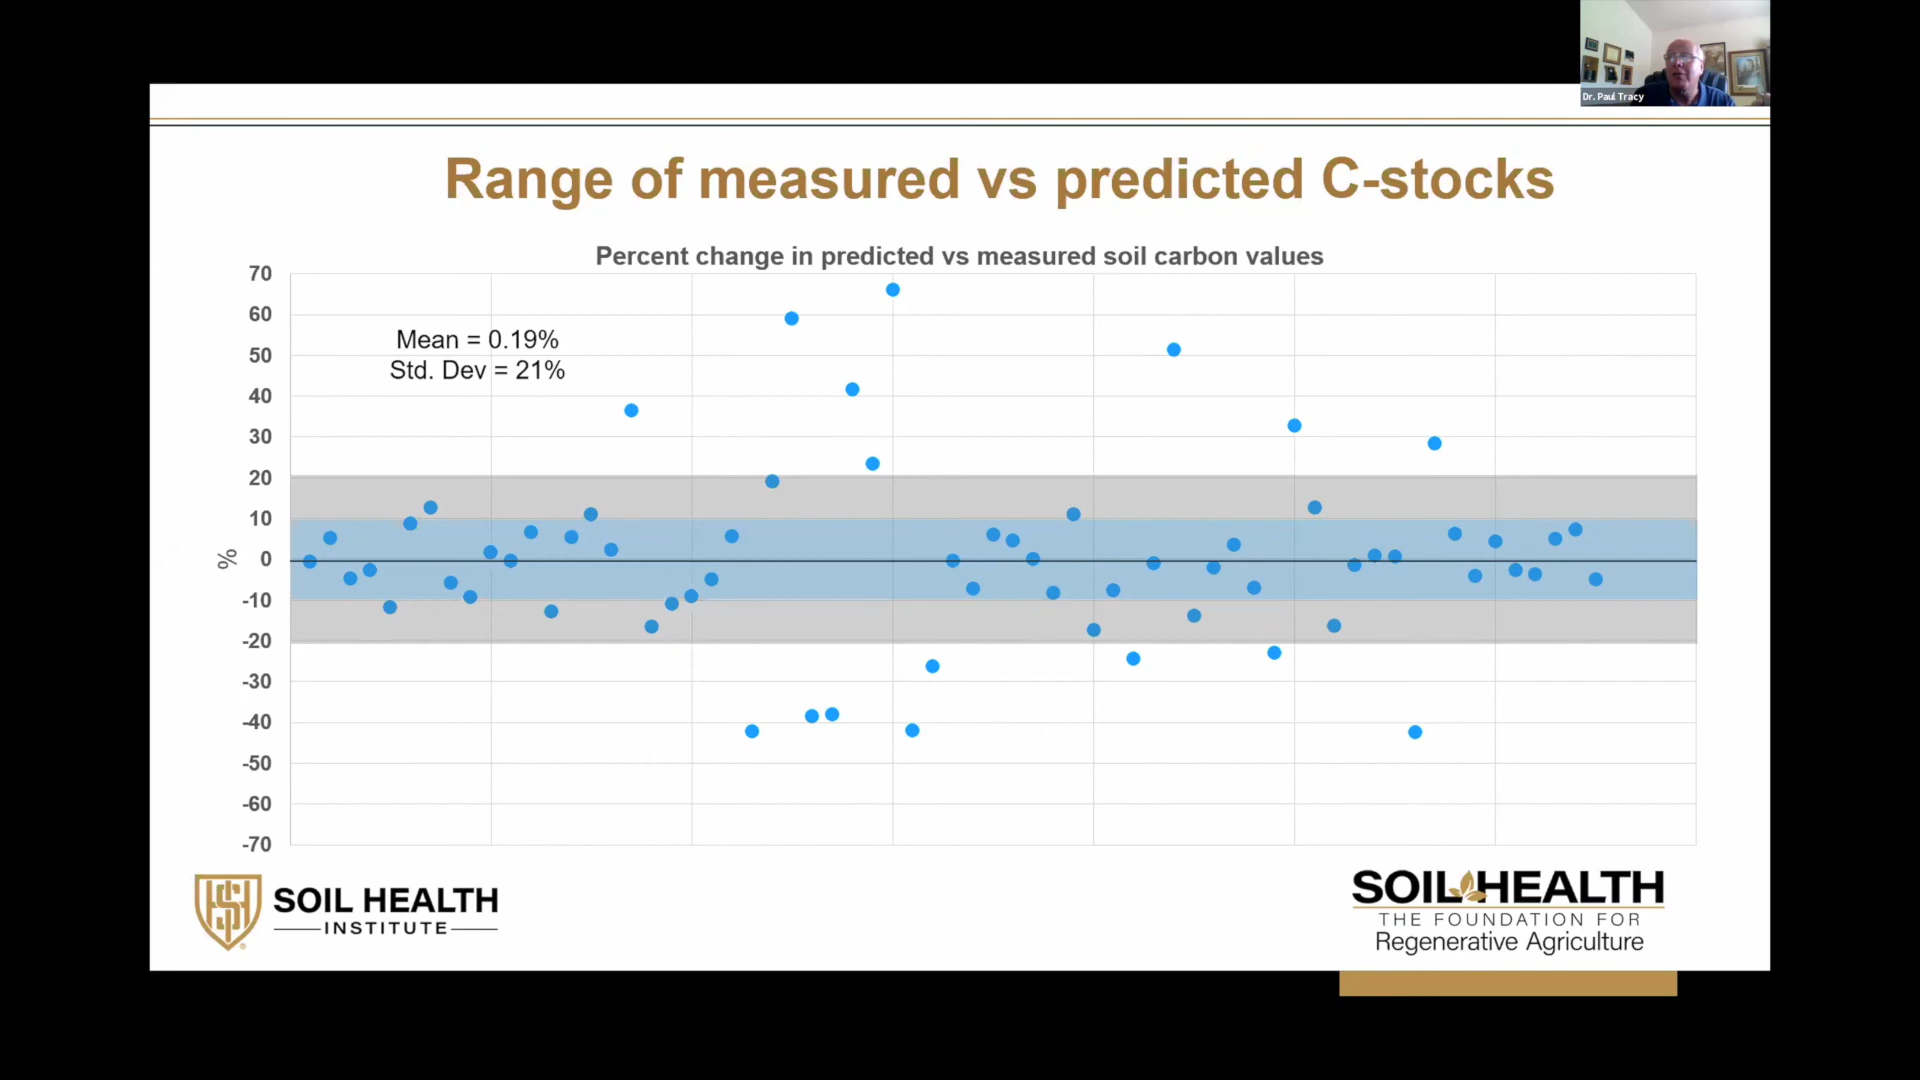 Dr. Paul Tracy
Range of measured vs predicted C-stocks
Percent change in predicted vs measured soil carbon values
Mean = 0.19%
Std. Dev = 21%
70
60
50
40
30
20
10
0
-10
-20
-30
-40
-50
-60
-70
%
SOIL HEALTH
INSTITUTE
SOIL HEALTH
THE FOUNDATION FOR
Regenerative Agriculture